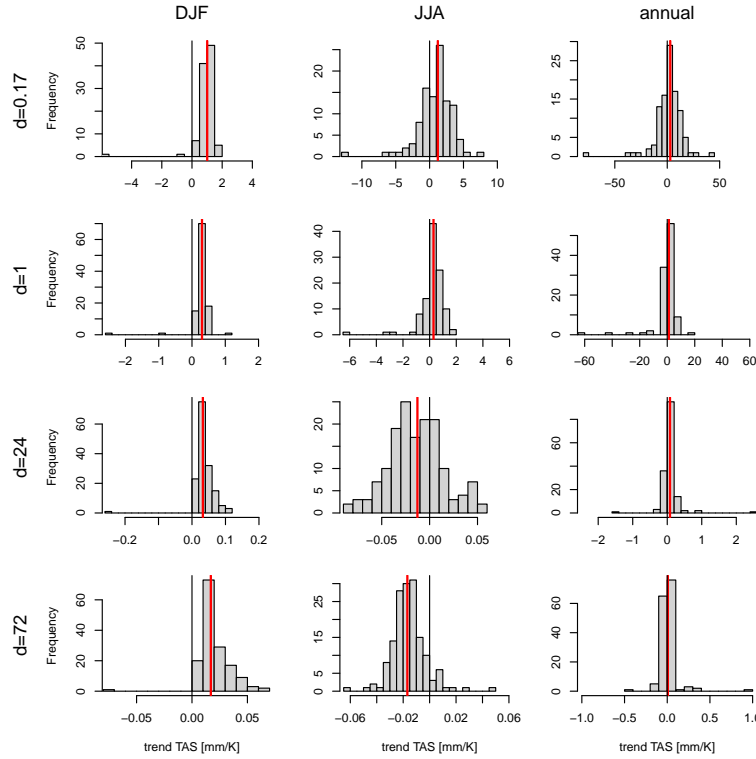 DJF JJA annual
d=0.17
Frequency
0 10 30 50
−4 −2 0 2 4
0 5 15 25
−10 −5 0 5 10
0 5 15 30
−50 0 50
d=1
Frequency
0 20 40 60
−2 −1 0 1 2
0 10 20 30 40
−6 −4 −2 0 2 4 6
0 20 40
−60 −40 −20 0 20 40 60
d=24
Frequency
0 20 40 60
−0.2 0.0 0.1 0.2
0 5 10 20
−0.05 0.00 0.05
0 20 40 80
−2 −1 0 1 2
d=72
Frequency
0 20 40 60
−0.05 0.00 0.05
0 5 15 25
−0.06 −0.02 0.02 0.06
0 20 40 60
−1.0 −0.5 0.0 0.5 1.0
trend TAS [mm/K] trend TAS [mm/K] trend TAS [mm/K]